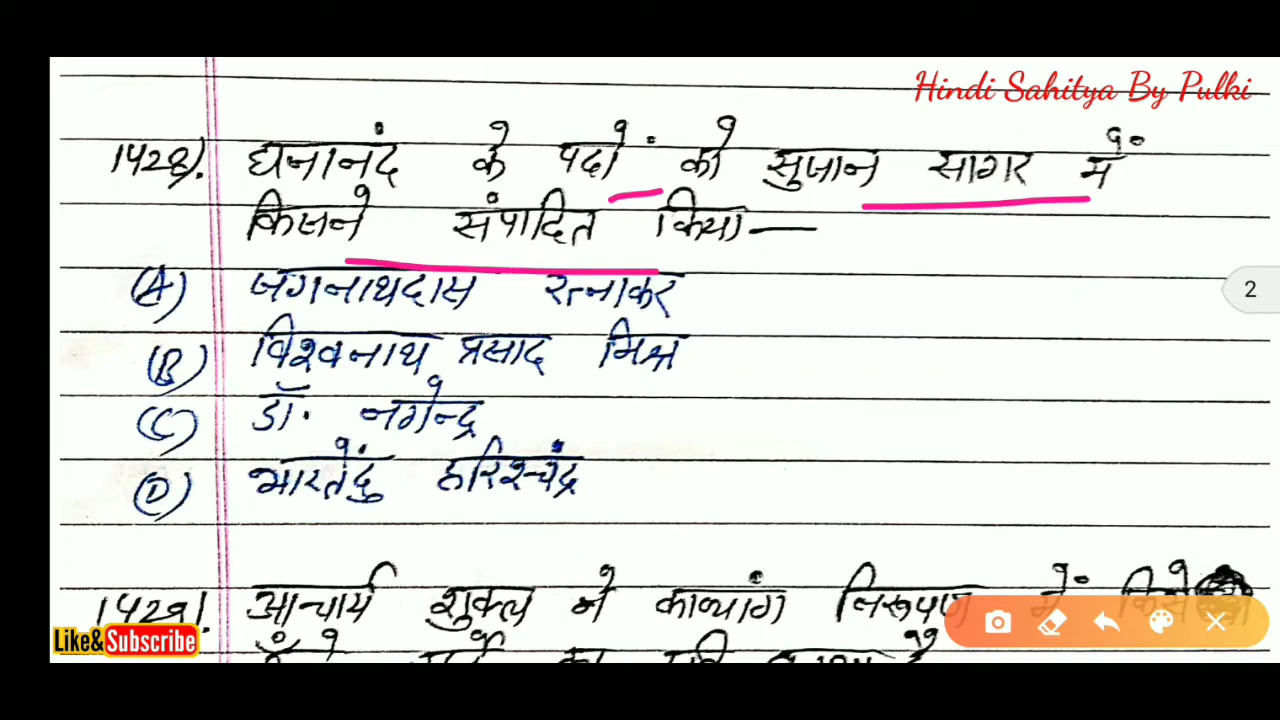 Hindi Sahitya By Pulki
1428). घनानंद के पदों को सुजान सागर में
किसने संपादित किया—
(A) जगनाथदास रत्नाकर
(B) विश्वनाथ प्रसाद मिश्र
(C) डॉ. नगेन्द्र
(D) भारतेंदु हरिश्चंद्र
2
1429). आचार्य शुक्ल ने काव्यांग निरूपण में किसे
Like& Subscribe